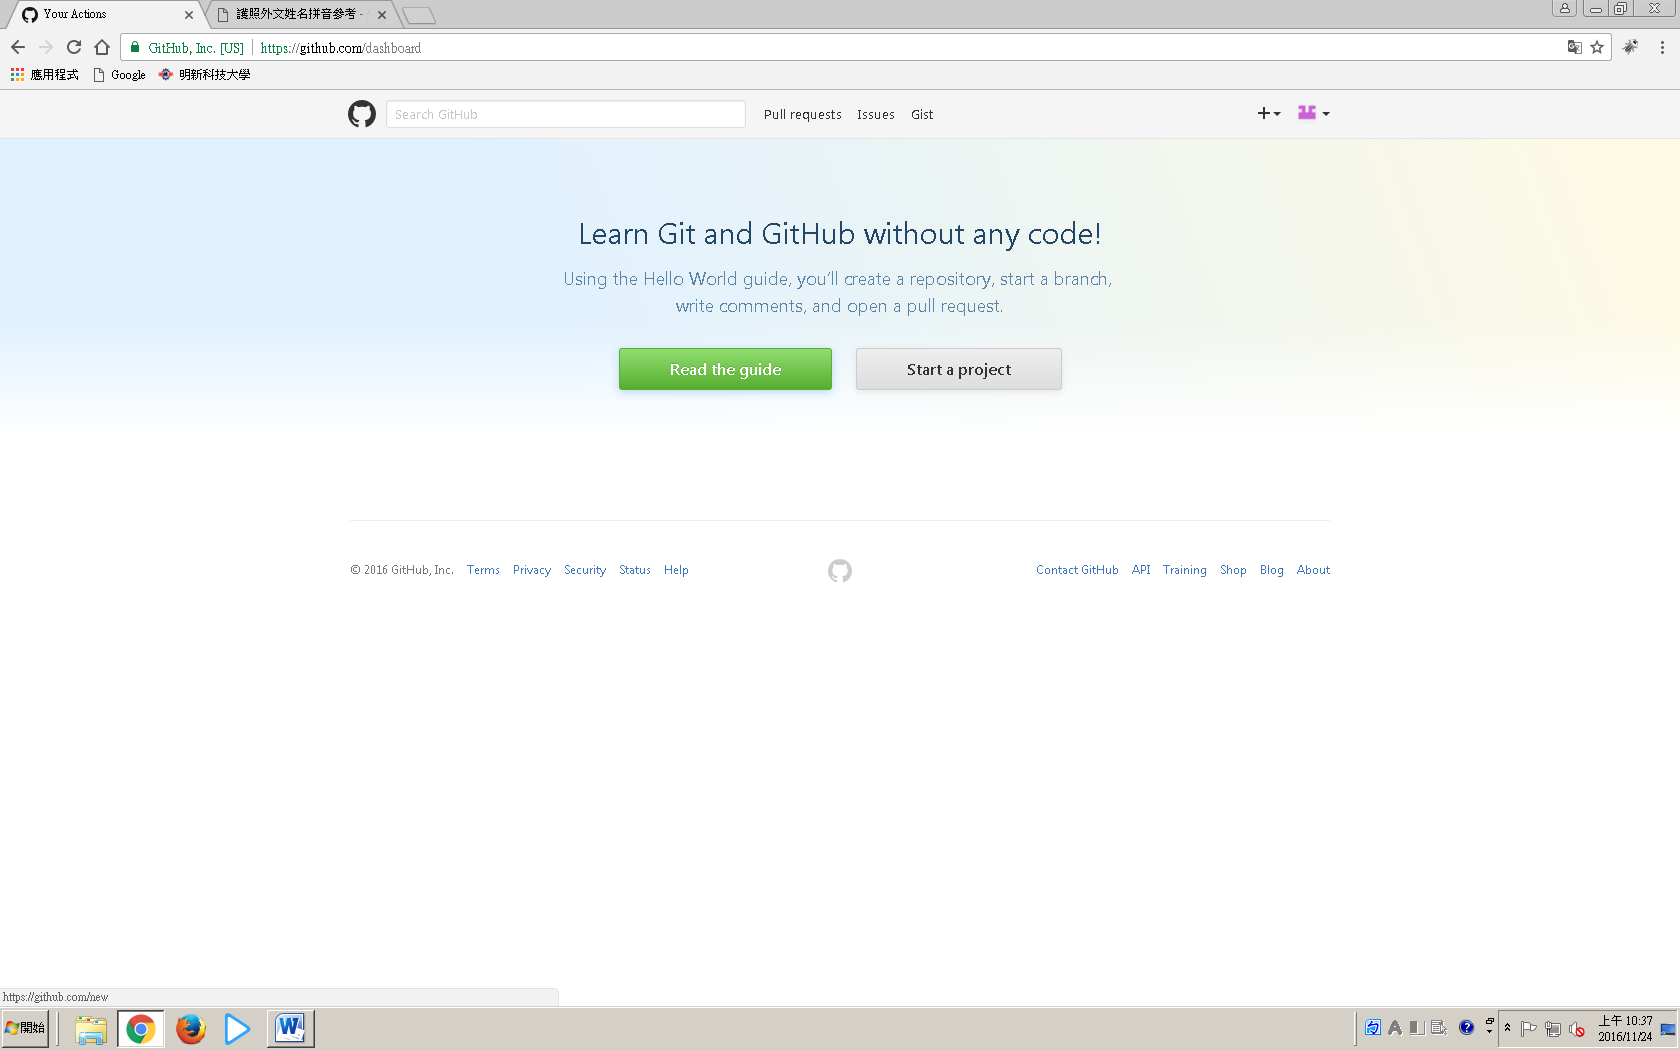 Your Actions
護照外文姓名拼音參考 -
GitHub, Inc. [US]
https://github.com/dashboard
應用程式
Google
明新科技大學
Search GitHub
Pull requests
Issues
Gist
Learn Git and GitHub without any code!
Using the Hello World guide, you’ll create a repository, start a branch,
write comments, and open a pull request.
Read the guide
Start a project
© 2016 GitHub, Inc.
Terms
Privacy
Security
Status
Help
Contact GitHub
API
Training
Shop
Blog
About
https://github.com/new
開始
上午 10:37
2016/11/24